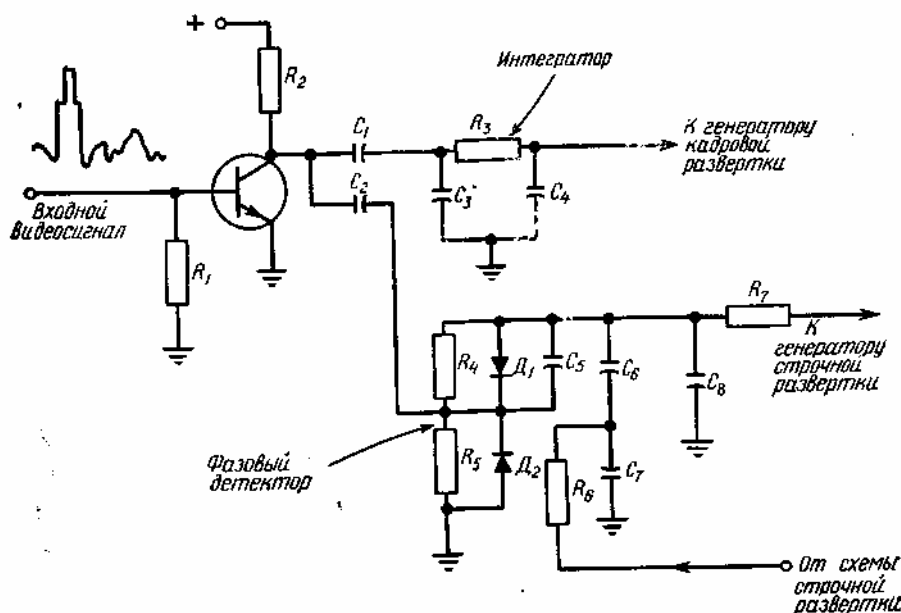 +
R₂
Интегратор
C₁
R₃
К генератору
кадровой
развертки
C₂
C₃
C₄
Входной
видеосигнал
R₁
R₇
К
генератору
строчной
развертки
R₄
Д₁
C₅
C₆
C₈
Фазовый
детектор
R₅
Д₂
R₆
C₇
От схемы
строчной
развертки